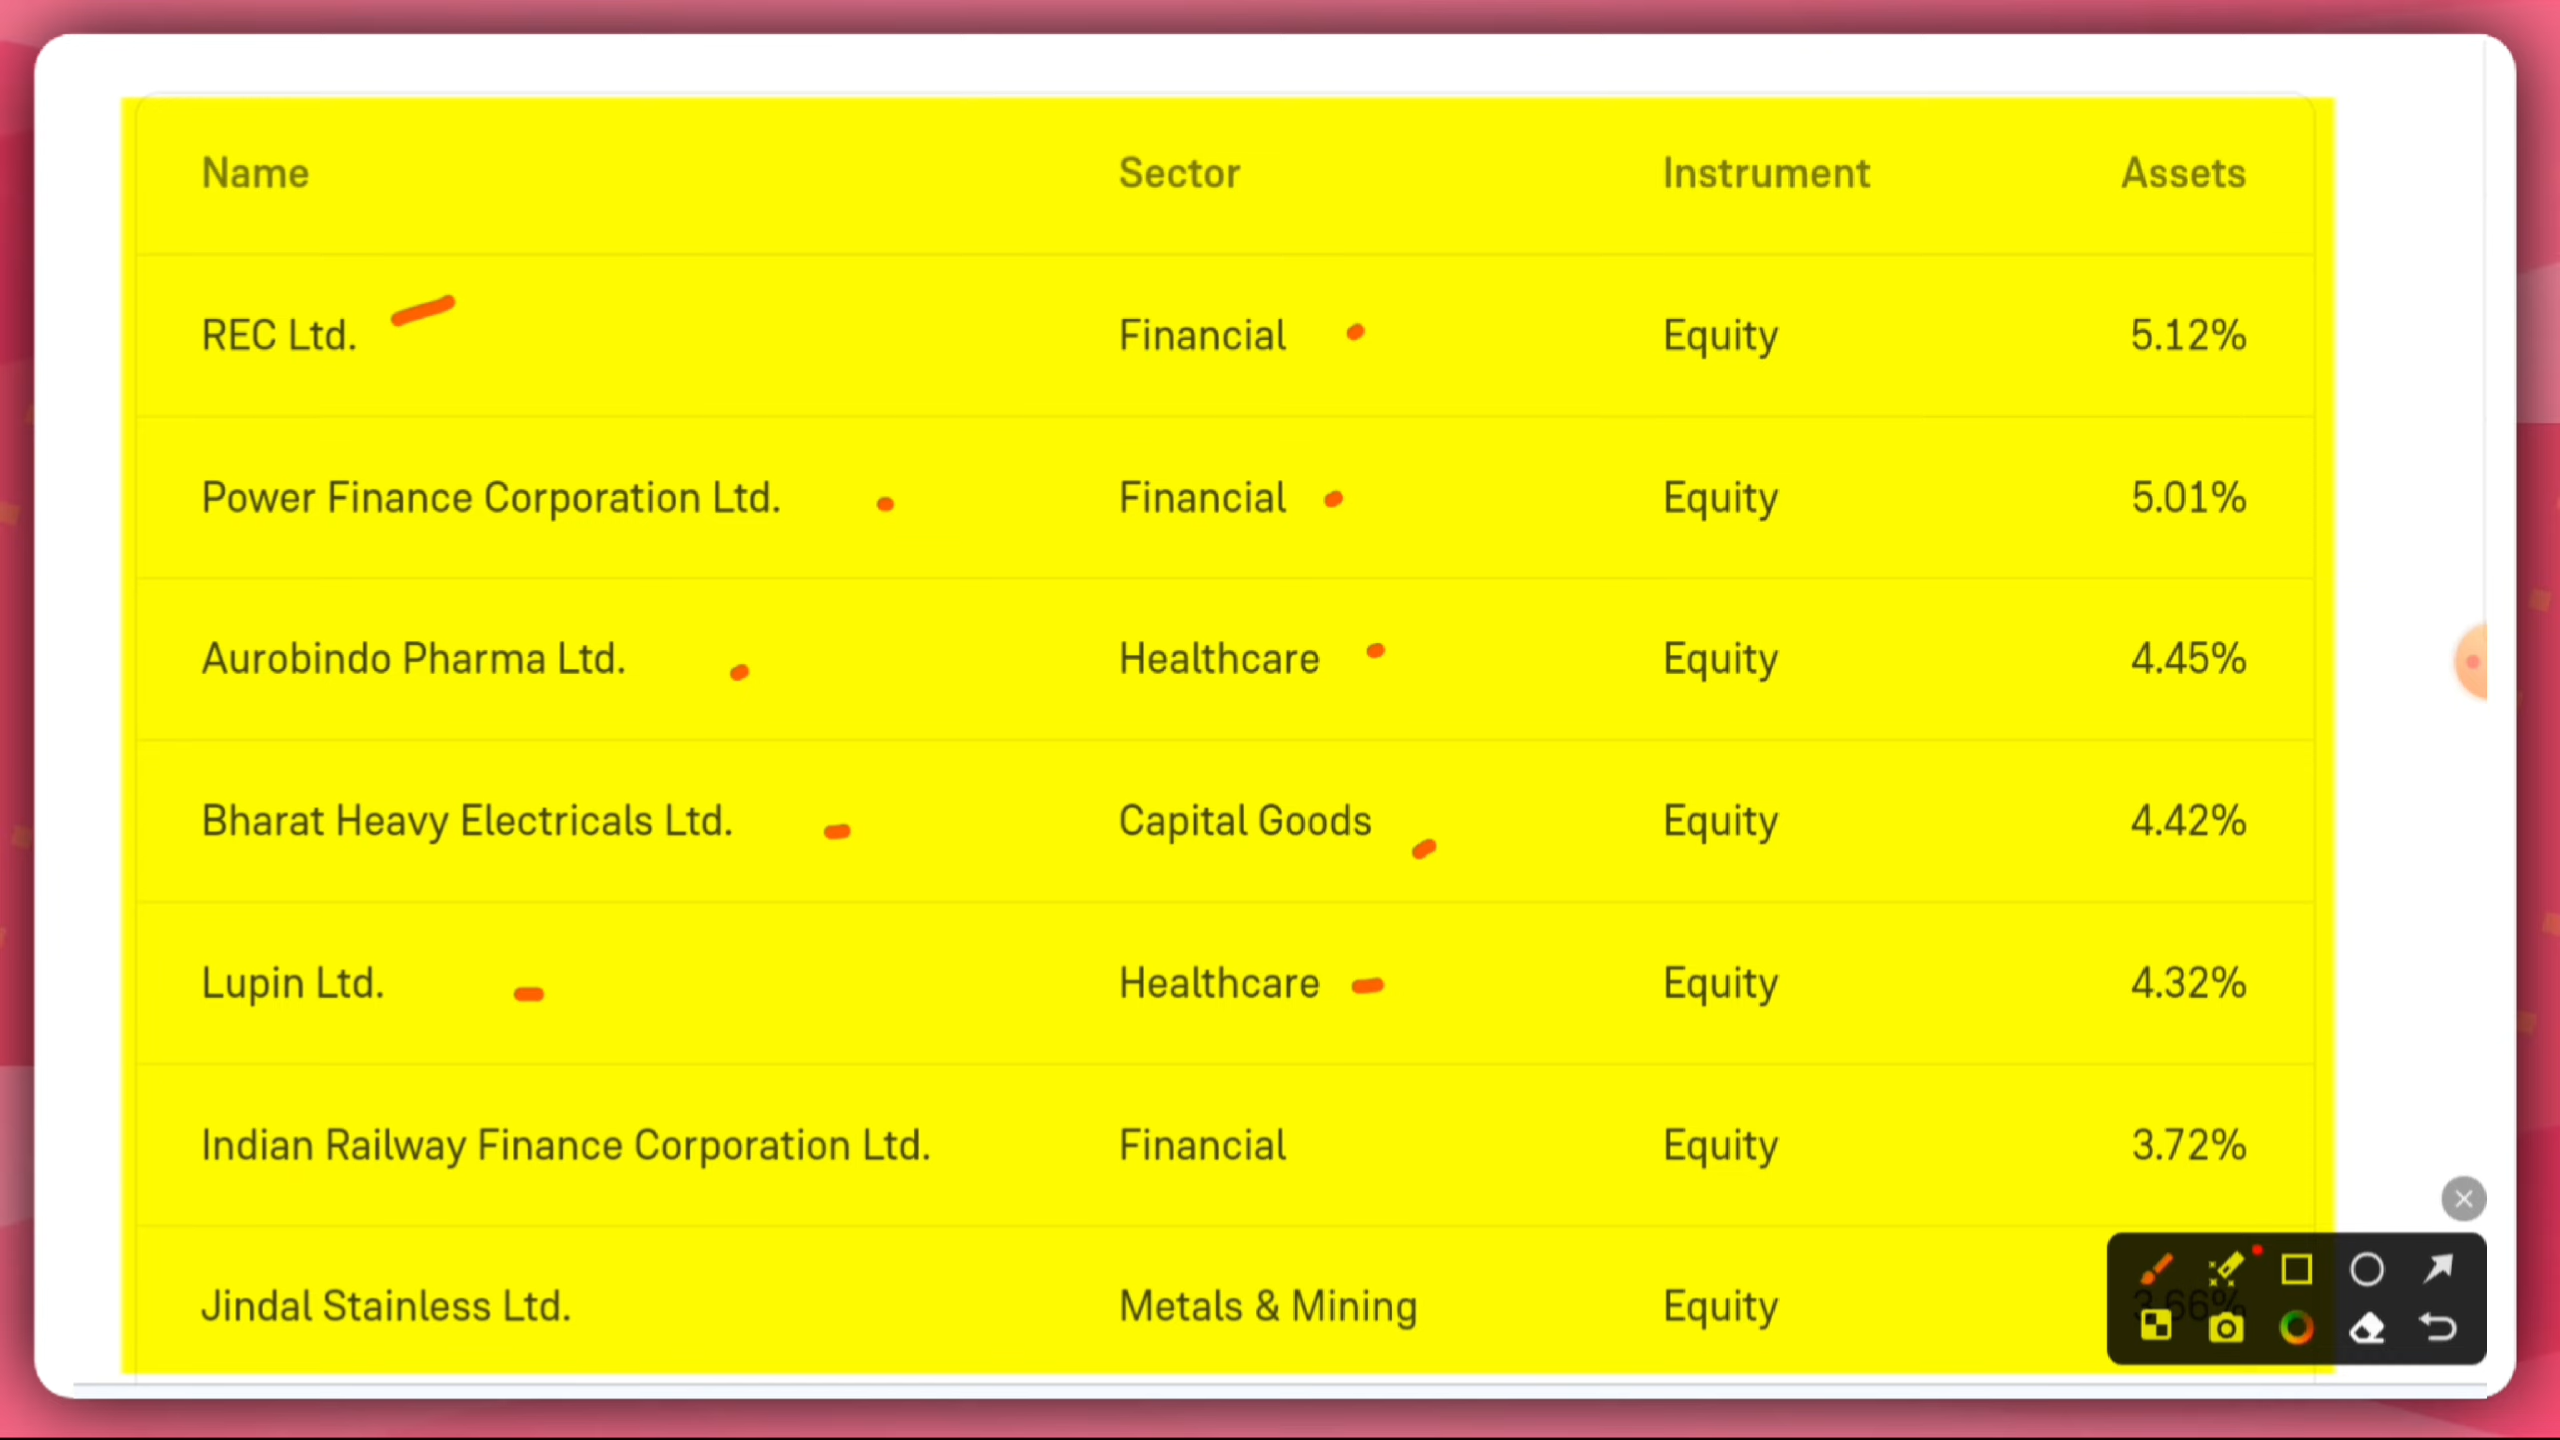 Name Sector Instrument Assets
REC Ltd. Financial Equity 5.12%
Power Finance Corporation Ltd. Financial Equity 5.01%
Aurobindo Pharma Ltd. Healthcare Equity 4.45%
Bharat Heavy Electricals Ltd. Capital Goods Equity 4.42%
Lupin Ltd. Healthcare Equity 4.32%
Indian Railway Finance Corporation Ltd. Financial Equity 3.72%
Jindal Stainless Ltd. Metals & Mining Equity 3.66%